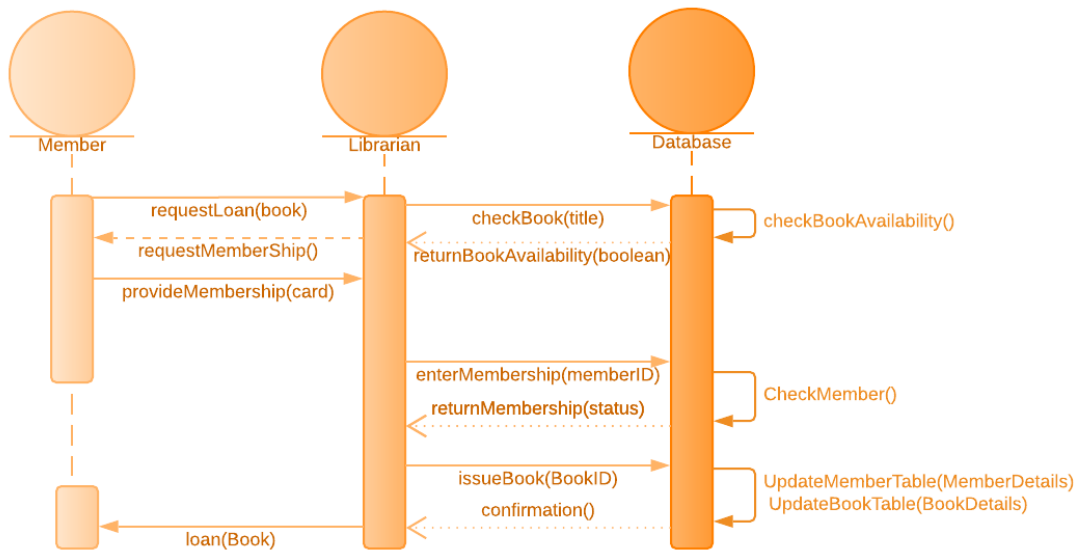 Member
Librarian
Database
requestLoan(book)
checkBook(title)
checkBookAvailability()
requestMemberShip()
returnBookAvailability(boolean)
provideMembership(card)
enterMembership(memberID)
CheckMember()
returnMembership(status)
issueBook(BookID)
UpdateMemberTable(MemberDetails)
UpdateBookTable(BookDetails)
confirmation()
loan(Book)